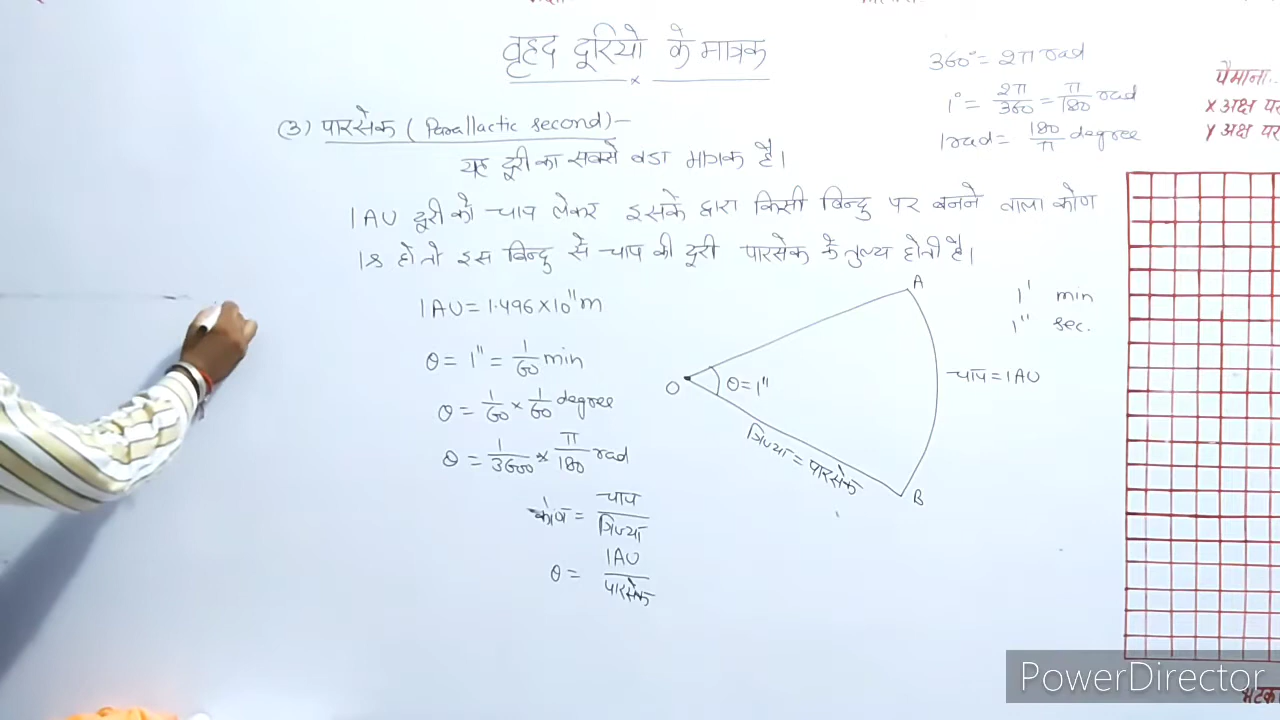 वृहद दूरियो के मात्रक
×
360° = 2π rad
1° = 2π/360 = π/180 rad
1 rad = 180/π degree
पैमाना..
x अक्ष पर
y अक्ष पर
(3) पारसेक ( Parallactic second) -
यह दूरी का सबसे बडा मात्रक है।
1AU दूरी को चाप लेकर इसके द्वारा किसी बिन्दु पर बनने वाला कोण
हो तो इस बिन्दु से चाप की दूरी पारसेक के तुल्य होती है।
1AU = 1.496×10¹¹m
θ = 1" = 1/60 min
θ = 1/60 × 1/60 degree
θ = 1/3600 × π/180 rad
कोण = चाप/त्रिज्या
θ = 1AU/पारसेक
A
O
θ=1"
त्रिज्या = पारसेक
B
चाप = 1AU
1' min
1" sec.
PowerDirector